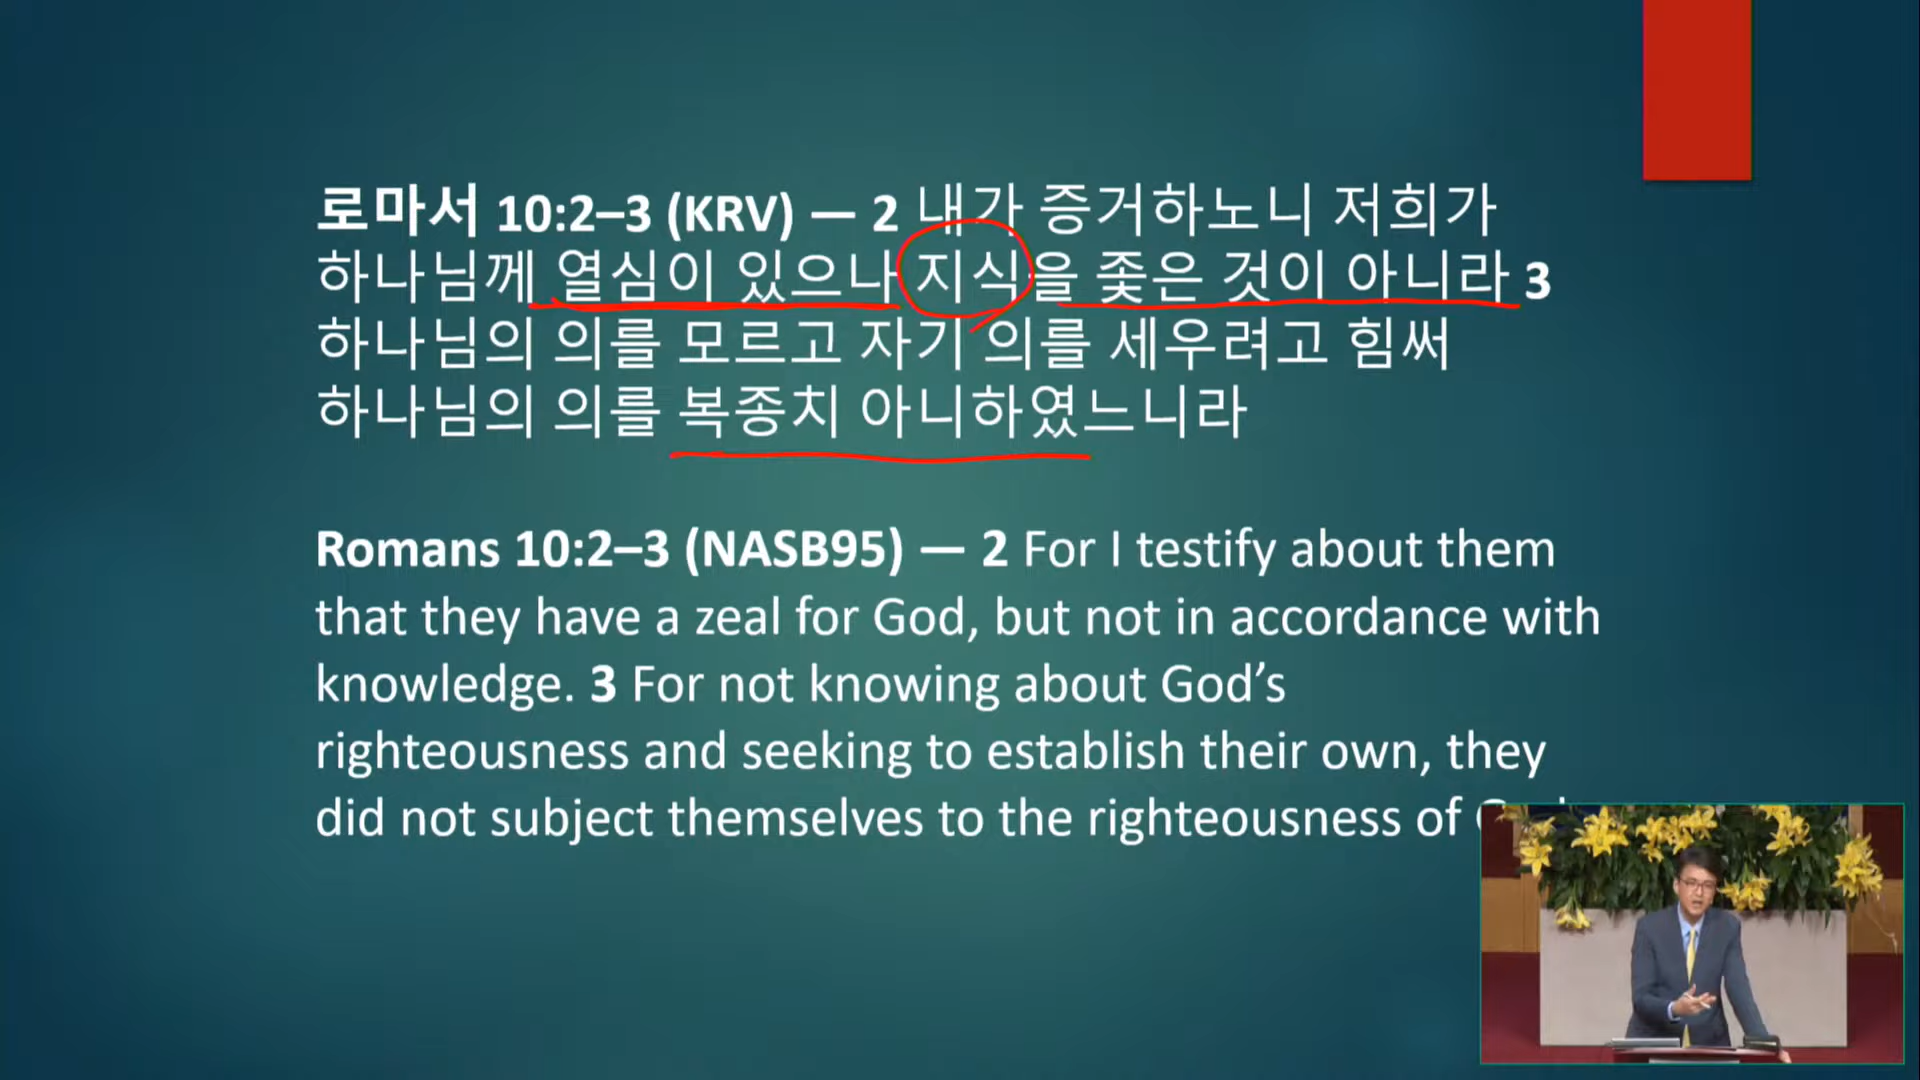 로마서 10:2–3 (KRV) — 2 내가 증거하노니 저희가
하나님께 열심이 있으나 지식을 좇은 것이 아니라 3
하나님의 의를 모르고 자기 의를 세우려고 힘써
하나님의 의를 복종치 아니하였느니라
Romans 10:2–3 (NASB95) — 2 For I testify about them
that they have a zeal for God, but not in accordance with
knowledge. 3 For not knowing about God’s
righteousness and seeking to establish their own, they
did not subject themselves to the righteousness of